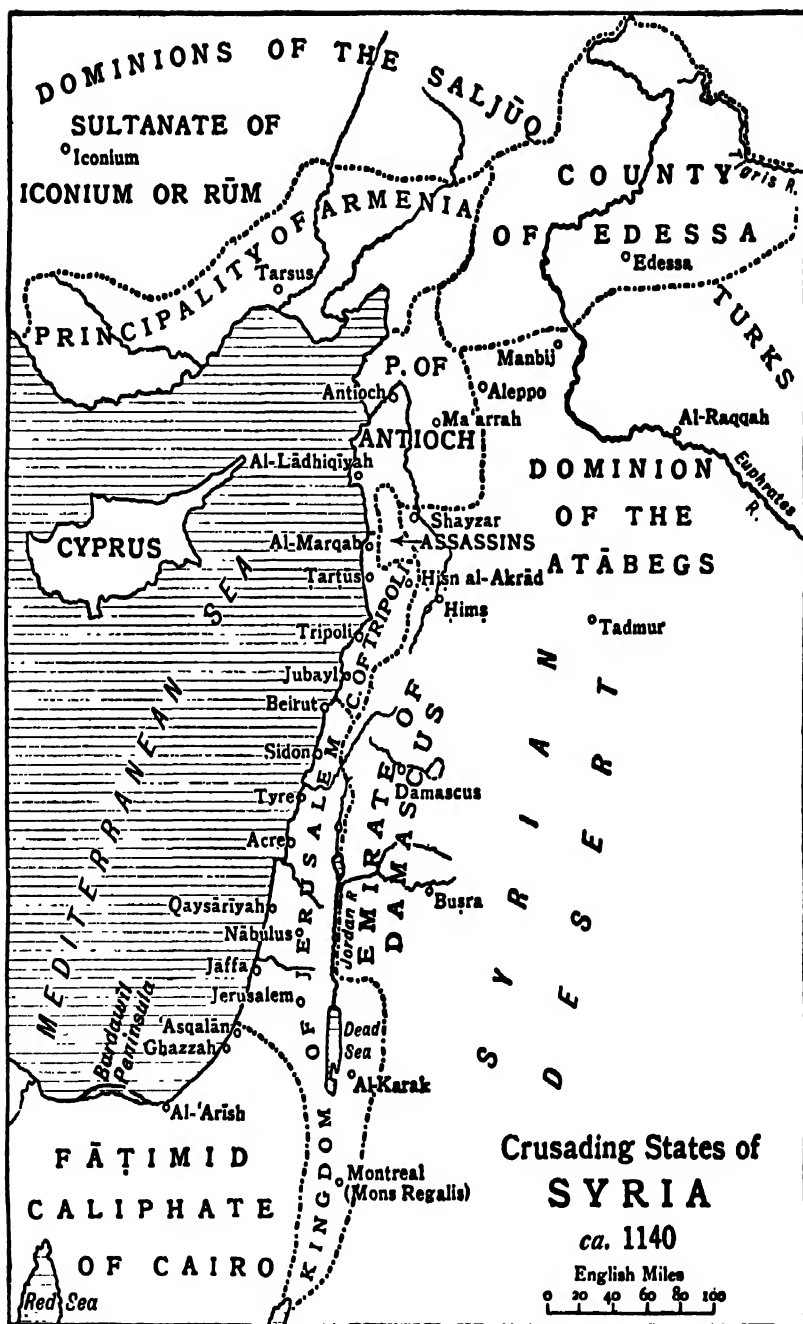 DOMINIONS OF THE SALJŪQ
SULTANATE OF
Iconium
ICONIUM OR RŪM
PRINCIPALITY OF ARMENIA
Tarsus
COUNTY
OF EDESSA
Edessa
TURKS
Manbij
P. OF
Antioch
Aleppo
Ma'arrah
ANTIOCH
Al-Raqqah
Al-Lādhiqīyah
DOMINION
OF THE
ATĀBEGS
Euphrates
R.
Shayzar
CYPRUS
Al-Marqab
ASSASSINS
Ṭarṭūs
Ḥiṣn al-Akrād
Ḥimṣ
C. OF TRIPOLI
Tadmur
Tripoli
Jubayl
Beirut
MEDITERRANEAN SEA
Sidon
Damascus
EMIRATE OF
DAMASCUS
SYRIAN
DESERT
Tyre
Acre
Buṣra
Qaysārīyah
Nābulus
Jordan R
Jaffa
Jerusalem
KINGDOM OF JERUSALEM
Bardawīl
Peninsula
'Asqalān
Ghazzah
Dead
Sea
Al-Karak
Al-'Arīsh
FĀṬIMID
CALIPHATE
OF CAIRO
Montreal
(Mons Regalis)
Red Sea
Crusading States of
SYRIA
ca. 1140
English Miles
0 20 40 60 80 100